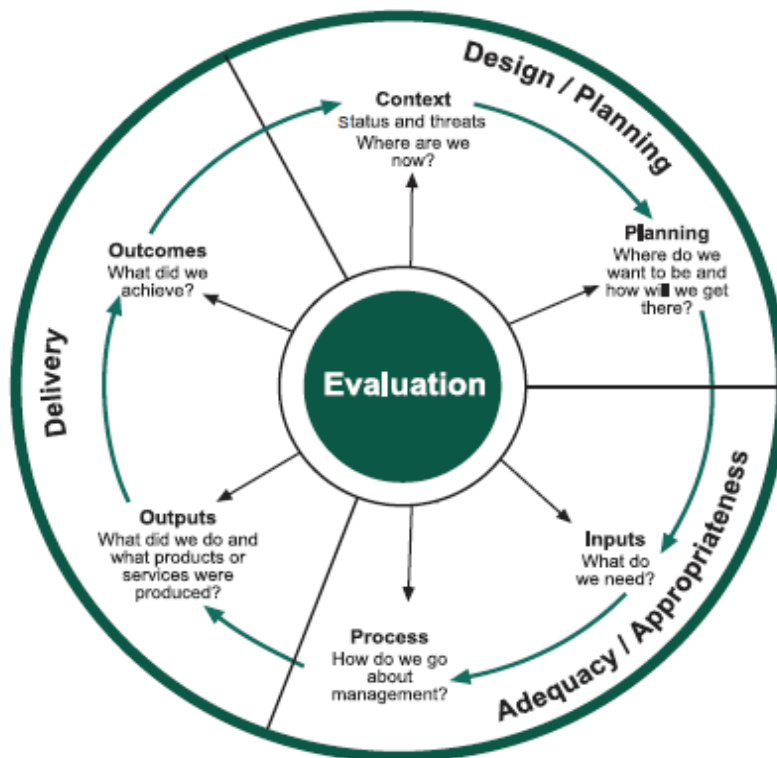 Design / Planning
Context
Status and threats
Where are we
now?
Planning
Where do we
want to be and
how will we get
there?
Outcomes
What did we
achieve?
Delivery
Evaluation
Outputs
What did we do and
what products or
services were
produced?
Inputs
What do
we need?
Process
How do we go
about
management?
Adequacy / Appropriateness